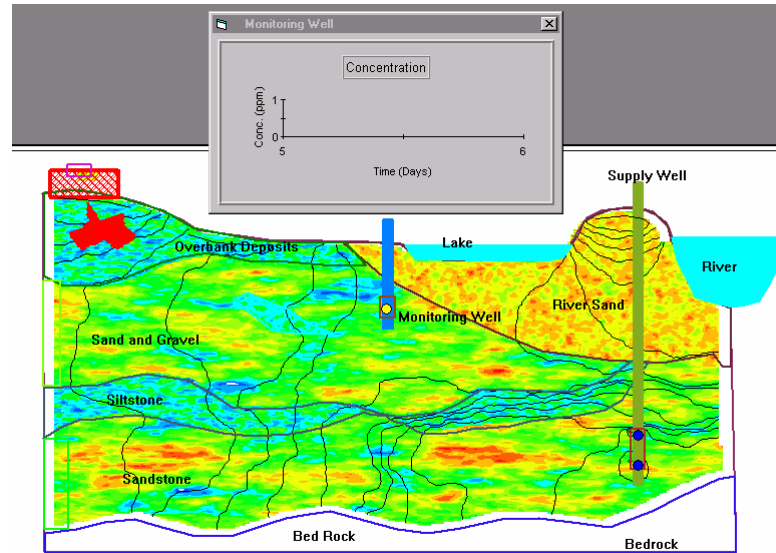 Monitoring Well
Concentration
Conc. (ppm)
1
0
5
6
Time (Days)
Supply Well
Overbank Deposits
Lake
River
River Sand
Monitoring Well
Sand and Gravel
Siltstone
Sandstone
Bed Rock
Bedrock